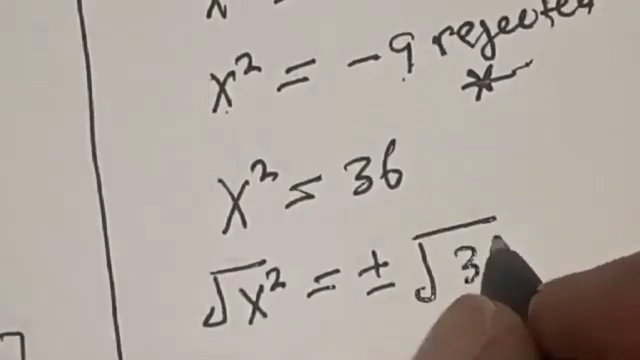 x² = -9 rejected
x² = 36
√x² = ± √3